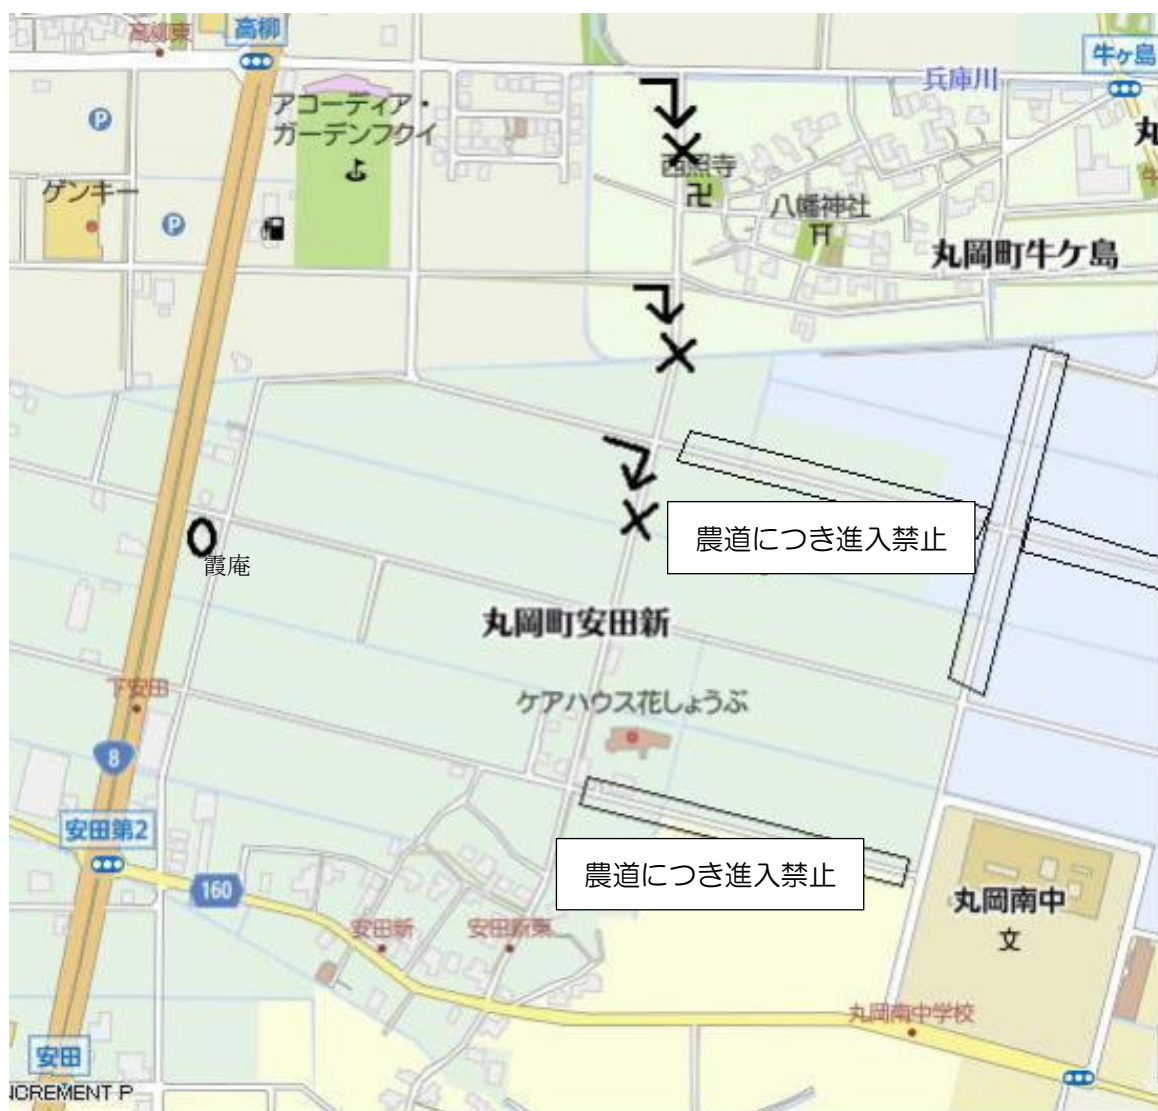 高柳東
高柳
牛ヶ島
兵庫川
アコーディア・
ガーデンフクイ
丸
牛
西照寺
卍
ゲンキー
八幡神社
P
P
丸岡町牛ケ島
霞庵
農道につき進入禁止
丸岡町安田新
ケアハウス花しょうぶ
下安田
8
安田第2
160
農道につき進入禁止
丸岡南中
文
安田新
安田新東
丸岡南中学校
安田
INCREMENT P